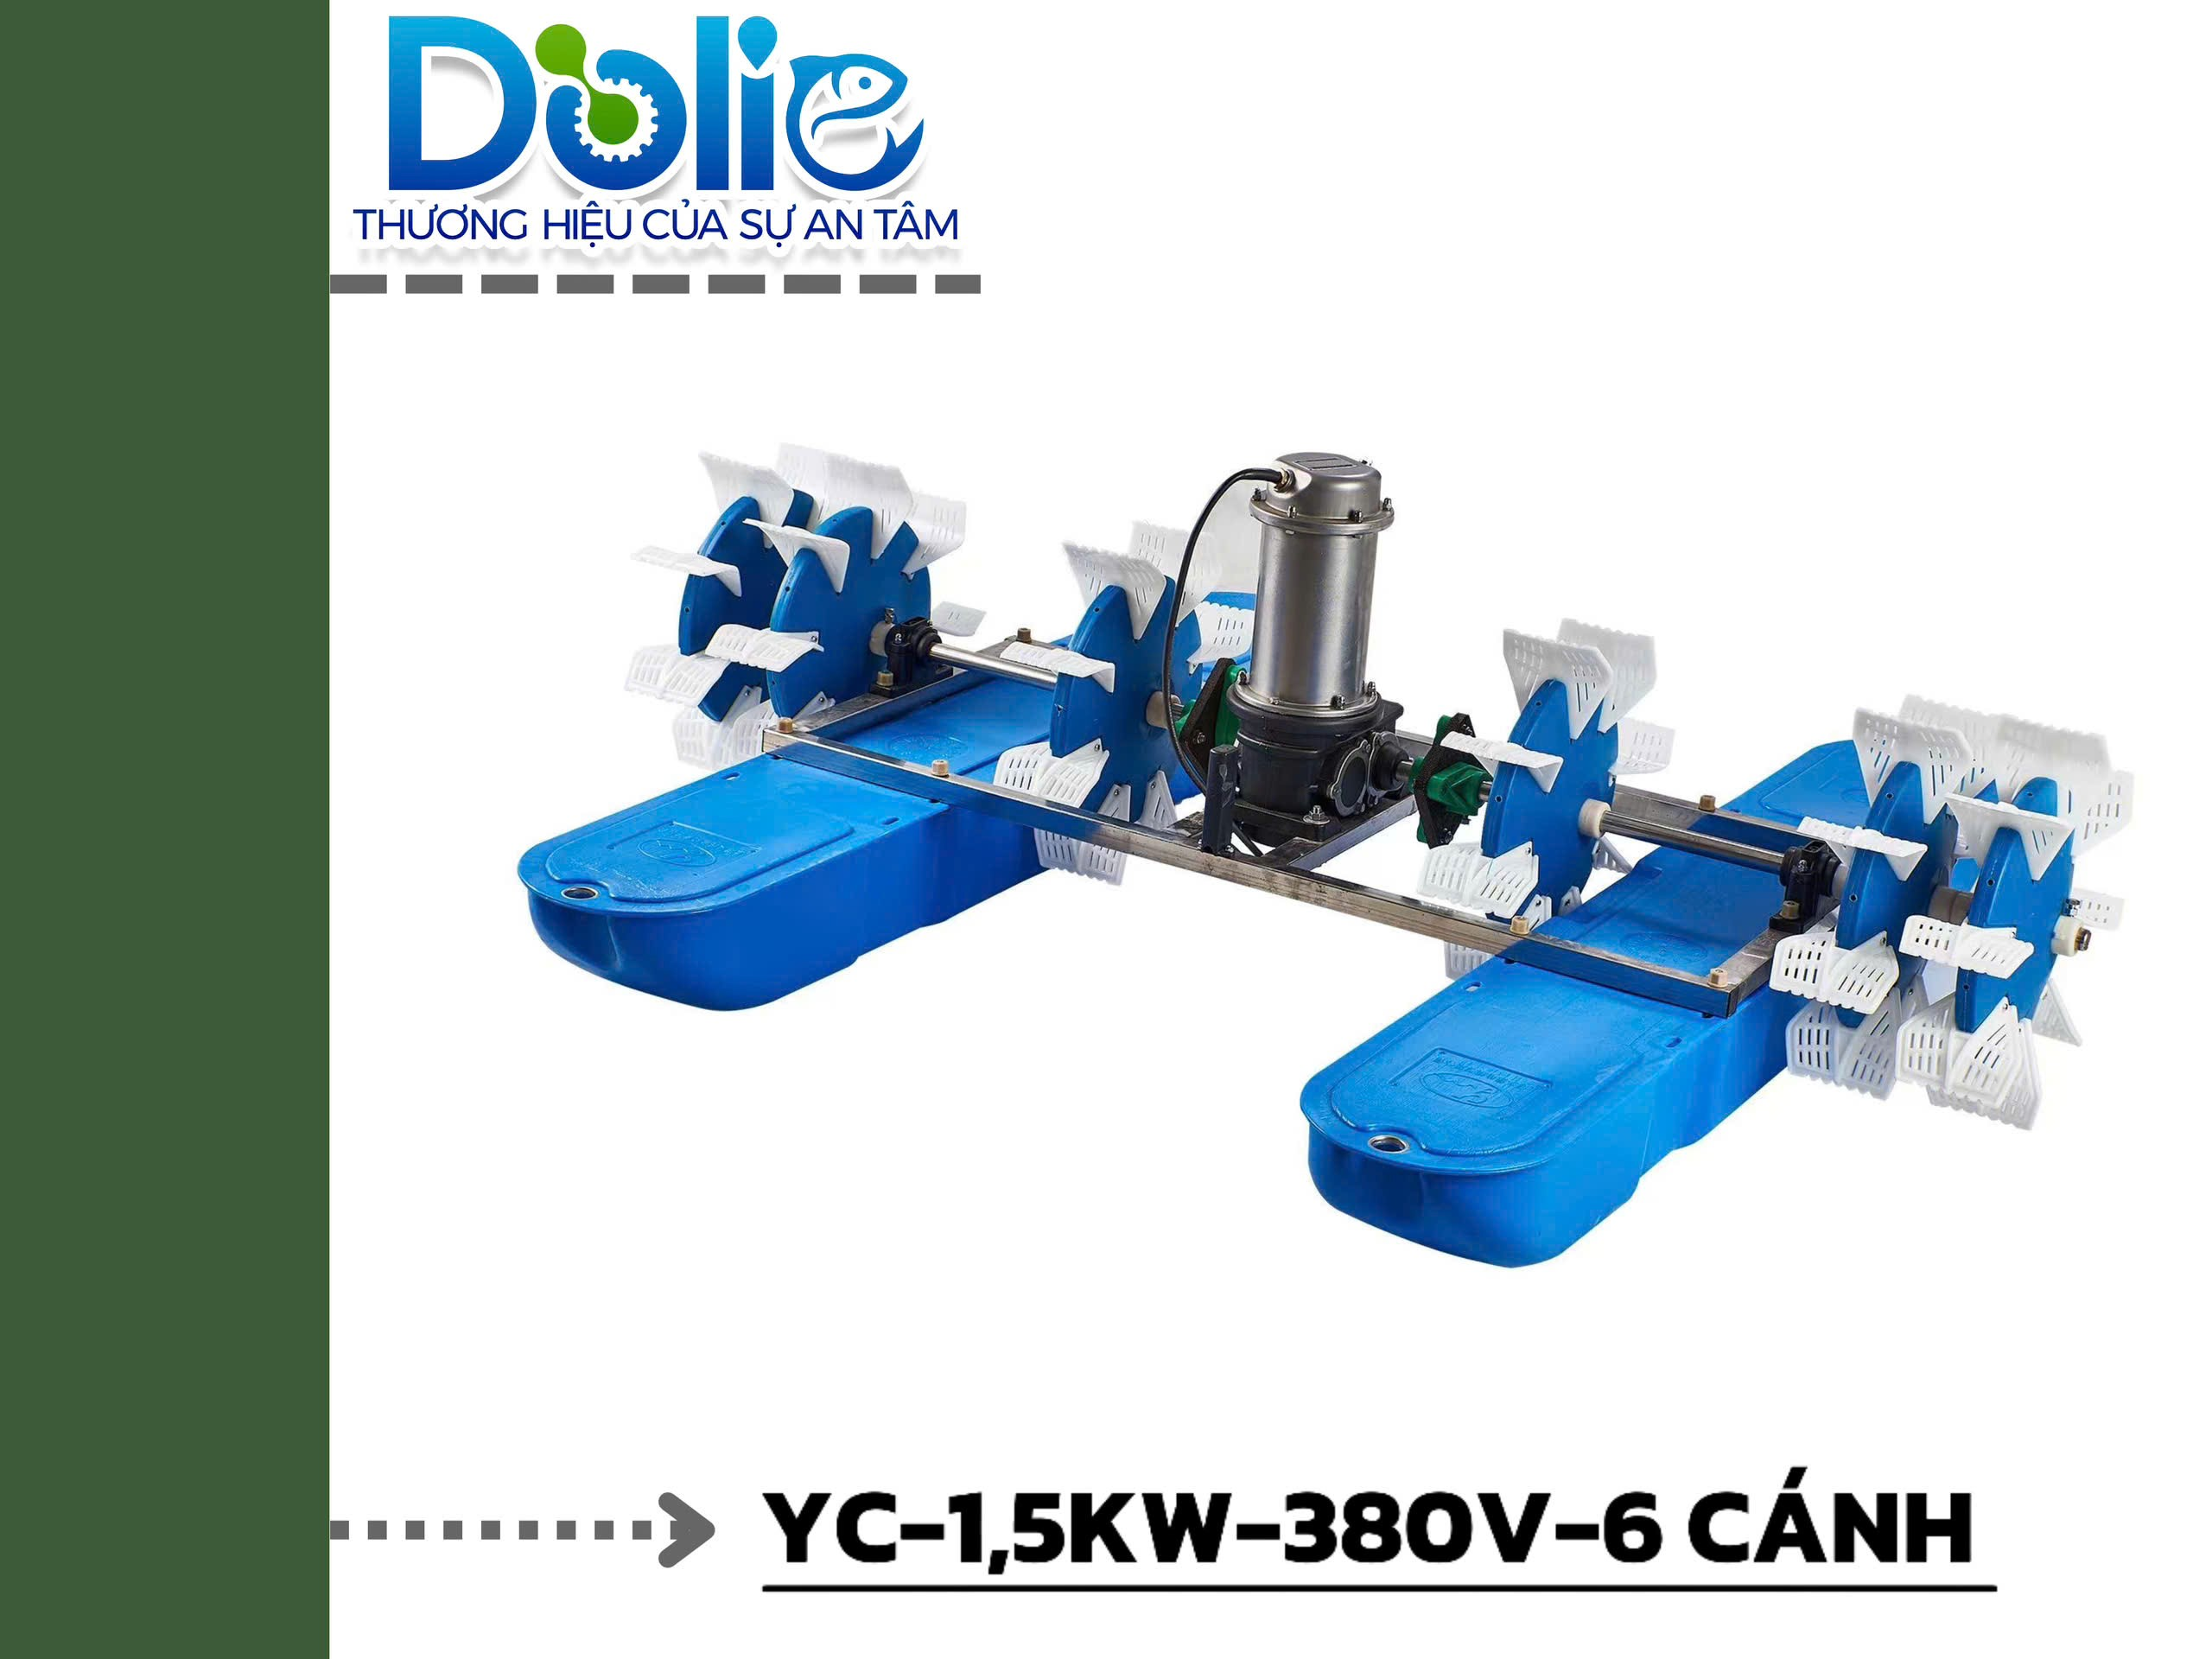 Dolie
THƯƠNG HIỆU CỦA SỰ AN TÂM
YC-1,5KW-380V-6 CÁNH